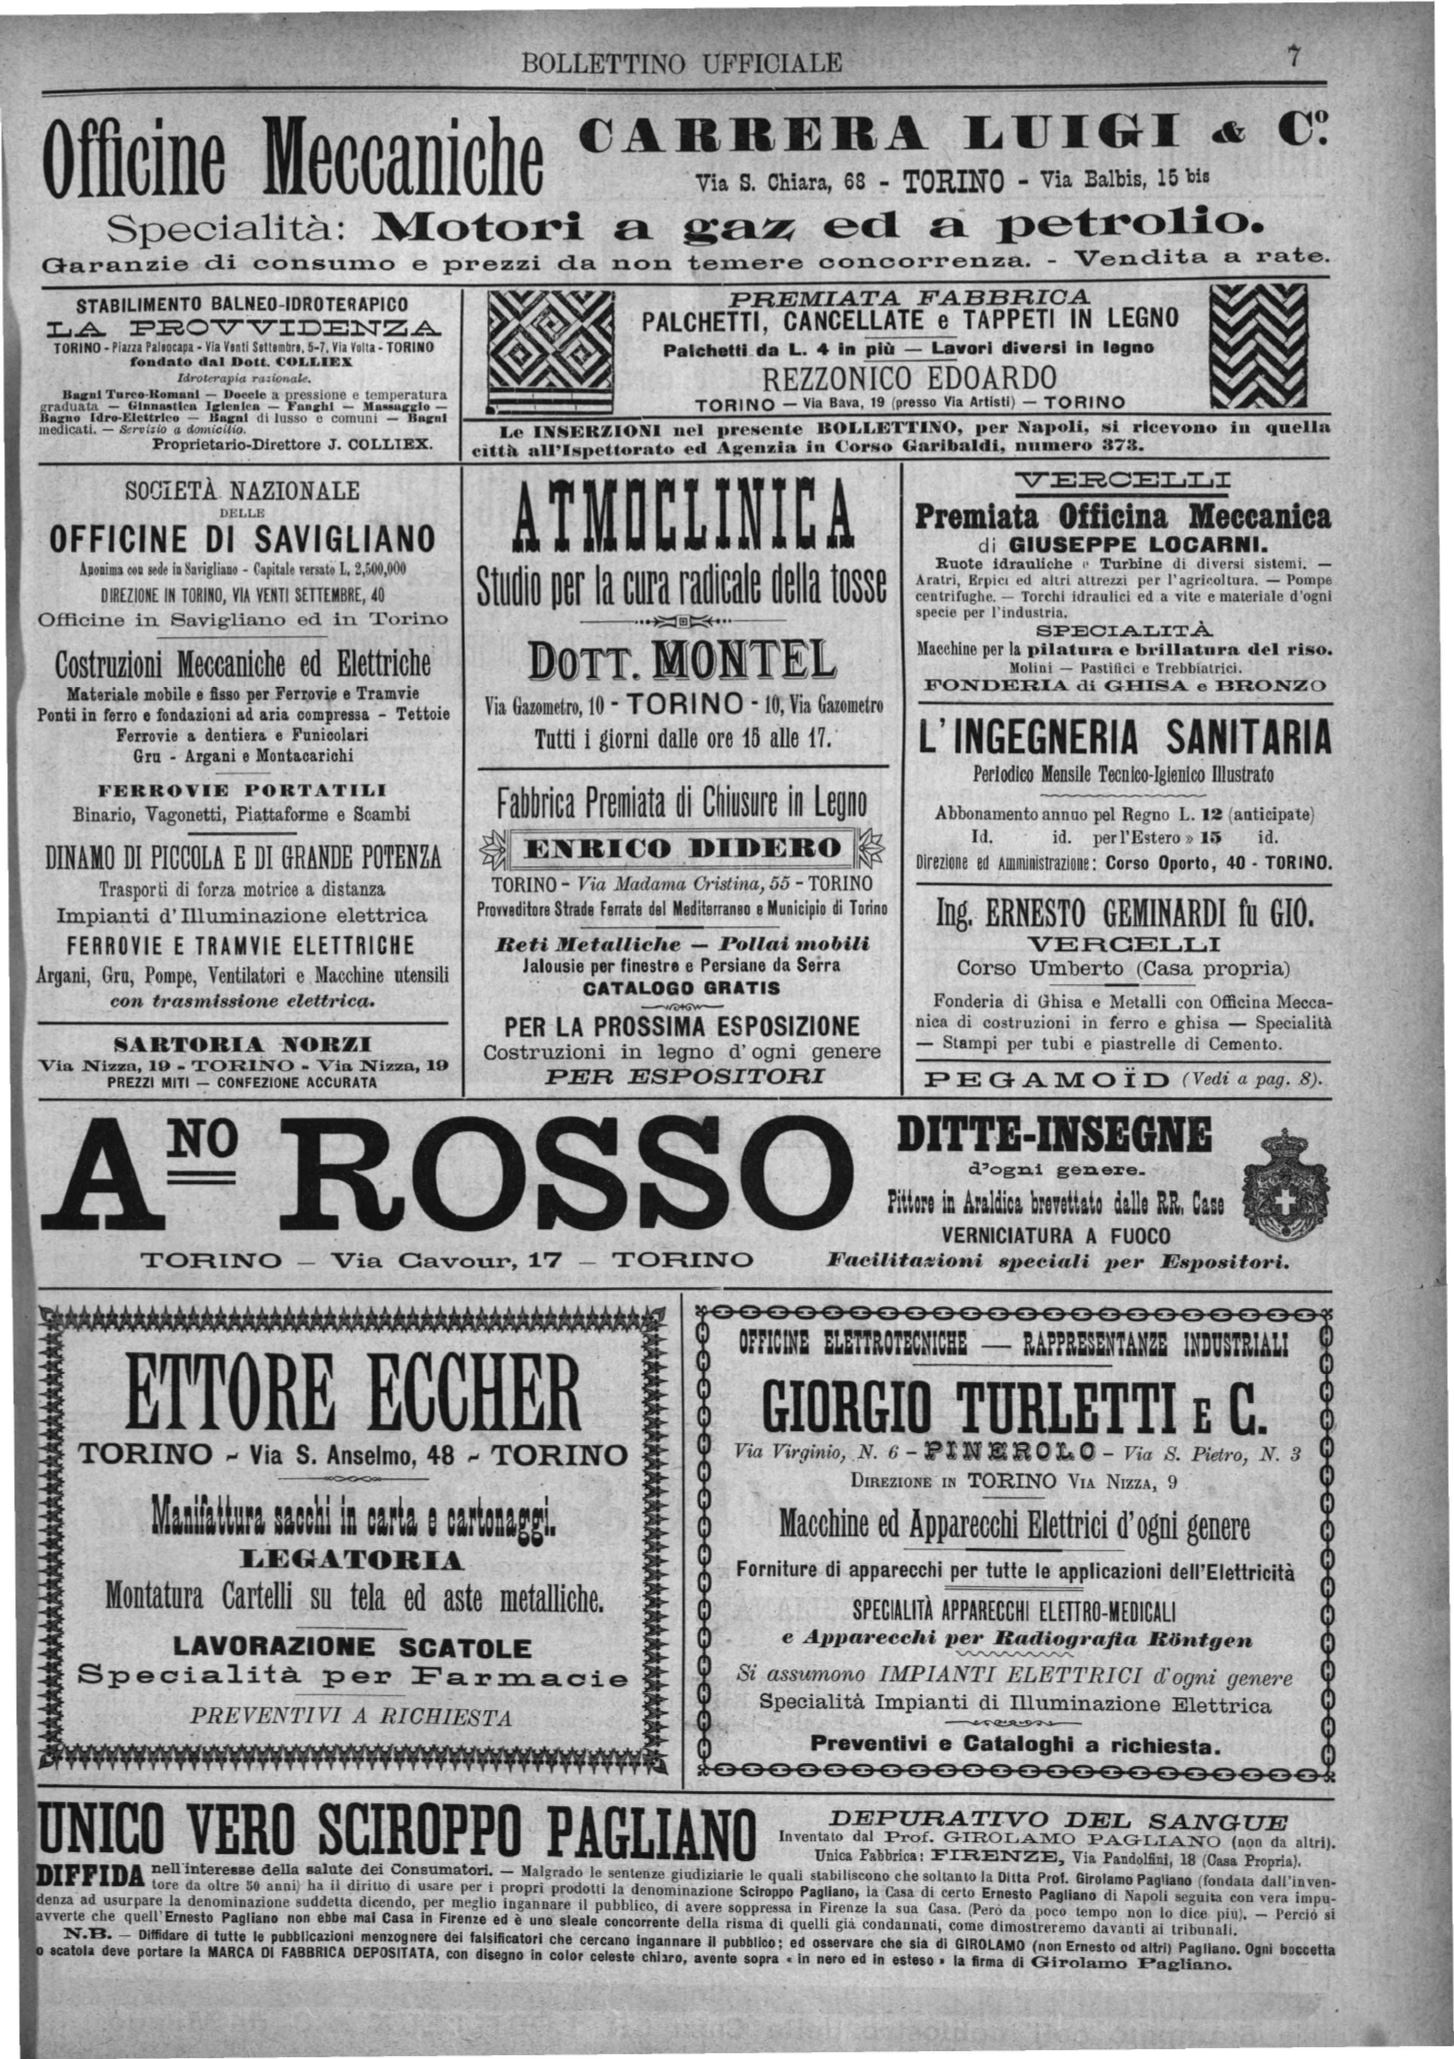 BOLLETTINO UFFICIALE
7
Officine Meccaniche
CARRERA LUIGI & Cº.
Via S. Chiara, 68 - TORINO - Via Balbis, 15 bis
Specialità: Motori a gaz ed a petrolio.
Garanzie di consumo e prezzi da non temere concorrenza. - Vendita a rate.
STABILIMENTO BALNEO-IDROTERAPICO
LA PROVVIDENZA
TORINO - Piazza Paleocapa - Via Venti Settembre, 5-7, Via Volta - TORINO
fondato dal Dott. COLLIEX
Idroterapia razionale.
Bagni Turco-Romani — Doccie a pressione e temperatura
graduata — Ginnastica Igienica — Fanghi — Massaggio —
Bagno Idro-Elettrico — Bagni di lusso e comuni — Bagni
medicati. — Servizio a domicilio.
Proprietario-Direttore J. COLLIEX.
PREMIATA FABBRICA
PALCHETTI, CANCELLATE e TAPPETI IN LEGNO
Palchetti da L. 4 in più — Lavori diversi in legno
REZZONICO EDOARDO
TORINO — Via Bava, 19 (presso Via Artisti) — TORINO
Le INSERZIONI nel presente BOLLETTINO, per Napoli, si ricevono in quella
città all'Ispettorato ed Agenzia in Corso Garibaldi, numero 373.
SOCIETÀ NAZIONALE
DELLE
OFFICINE DI SAVIGLIANO
Anonima con sede in Savigliano - Capitale versato L. 2,500,000
DIREZIONE IN TORINO, VIA VENTI SETTEMBRE, 40
Officine in Savigliano ed in Torino
Costruzioni Meccaniche ed Elettriche
Materiale mobile e fisso per Ferrovie e Tramvie
Ponti in ferro e fondazioni ad aria compressa - Tettoie
Ferrovie a dentiera e Funicolari
Gru - Argani e Montacarichi
FERROVIE PORTATILI
Binario, Vagonetti, Piattaforme e Scambi
DINAMO DI PICCOLA E DI GRANDE POTENZA
Trasporti di forza motrice a distanza
Impianti d'Illuminazione elettrica
FERROVIE E TRAMVIE ELETTRICHE
Argani, Gru, Pompe, Ventilatori e Macchine utensili
con trasmissione elettrica.
SARTORIA NORZI
Via Nizza, 19 - TORINO - Via Nizza, 19
PREZZI MITI — CONFEZIONE ACCURATA
ATMOCLINICA
Studio per la cura radicale della tosse
DOTT. MONTEL
Via Gazometro, 10 - TORINO - 10, Via Gazometro
Tutti i giorni dalle ore 15 alle 17.
Fabbrica Premiata di Chiusure in Legno
ENRICO DIDERO
TORINO - Via Madama Cristina, 55 - TORINO
Provveditore Strade Ferrate del Mediterraneo e Municipio di Torino
Reti Metalliche — Pollai mobili
Jalousie per finestre e Persiane da Serra
CATALOGO GRATIS
PER LA PROSSIMA ESPOSIZIONE
Costruzioni in legno d'ogni genere
PER ESPOSITORI
VERCELLI
Premiata Officina Meccanica
di GIUSEPPE LOCARNI.
Ruote idrauliche e Turbine di diversi sistemi. —
Aratri, Erpici ed altri attrezzi per l'agricoltura. — Pompe
centrifughe. — Torchi idraulici ed a vite e materiale d'ogni
specie per l'industria.
SPECIALITÀ
Macchine per la pilatura e brillatura del riso.
Molini — Pastifici e Trebbiatrici.
FONDERIA di GHISA e BRONZO
L'INGEGNERIA SANITARIA
Periodico Mensile Tecnico-Igienico Illustrato
Abbonamento annuo pel Regno L. 12 (anticipate)
Id. id. per l'Estero » 15 id.
Direzione ed Amministrazione: Corso Oporto, 40 - TORINO.
Ing. ERNESTO GEMINARDI fu GIO.
VERCELLI
Corso Umberto (Casa propria)
Fonderia di Ghisa e Metalli con Officina Mecca-
nica di costruzioni in ferro e ghisa — Specialità
— Stampi per tubi e piastrelle di Cemento.
PEGAMOÏD (Vedi a pag. 8).
ANO ROSSO
TORINO — Via Cavour, 17 — TORINO
DITTE-INSEGNE
d'ogni genere.
Pittore in Araldica brevettato dalle RR. Case
VERNICIATURA A FUOCO
Facilitazioni speciali per Espositori.
ETTORE ECCHER
TORINO - Via S. Anselmo, 48 - TORINO
Manifattura sacchi in carta e cartonaggi.
LEGATORIA
Montatura Cartelli su tela ed aste metalliche.
LAVORAZIONE SCATOLE
Specialità per Farmacie
PREVENTIVI A RICHIESTA
OFFICINE ELETTROTECNICHE — RAPPRESENTANZE INDUSTRIALI
GIORGIO TURLETTI E C.
Via Virginio, N. 6 - PINEROLO - Via S. Pietro, N. 3
DIREZIONE IN TORINO VIA NIZZA, 9
Macchine ed Apparecchi Elettrici d'ogni genere
Forniture di apparecchi per tutte le applicazioni dell'Elettricità
SPECIALITÀ APPARECCHI ELETTRO-MEDICALI
e Apparecchi per Radiografia Röntgen
Si assumono IMPIANTI ELETTRICI d'ogni genere
Specialità Impianti di Illuminazione Elettrica
Preventivi e Cataloghi a richiesta.
UNICO VERO SCIROPPO PAGLIANO
DEPURATIVO DEL SANGUE
Inventato dal Prof. GIROLAMO PAGLIANO (non da altri).
Unica Fabbrica: FIRENZE, Via Pandolfini, 18 (Casa Propria).
DIFFIDA nell'interesse della salute dei Consumatori. — Malgrado le sentenze giudiziarie le quali stabiliscono che soltanto la Ditta Prof. Girolamo Pagliano (fondata dall'inven-
tore da oltre 50 anni) ha il diritto di usare per i propri prodotti la denominazione Sciroppo Pagliano, la Casa di certo Ernesto Pagliano di Napoli seguita con vera impu-
denza ad usurpare la denominazione suddetta dicendo, per meglio ingannare il pubblico, di avere soppressa in Firenze la sua Casa. (Però da poco tempo non lo dice più). — Perciò si
avverte che quell'Ernesto Pagliano non ebbe mai Casa in Firenze ed è uno sleale concorrente della risma di quelli già condannati, come dimostreremo davanti ai tribunali.
N.B. — Diffidare di tutte le pubblicazioni menzognere dei falsificatori che cercano ingannare il pubblico; ed osservare che sia di GIROLAMO (non Ernesto od altri) Pagliano. Ogni boccetta
o scatola deve portare la MARCA DI FABBRICA DEPOSITATA, con disegno in color celeste chiaro, avente sopra « in nero ed in esteso » la firma di Girolamo Pagliano.